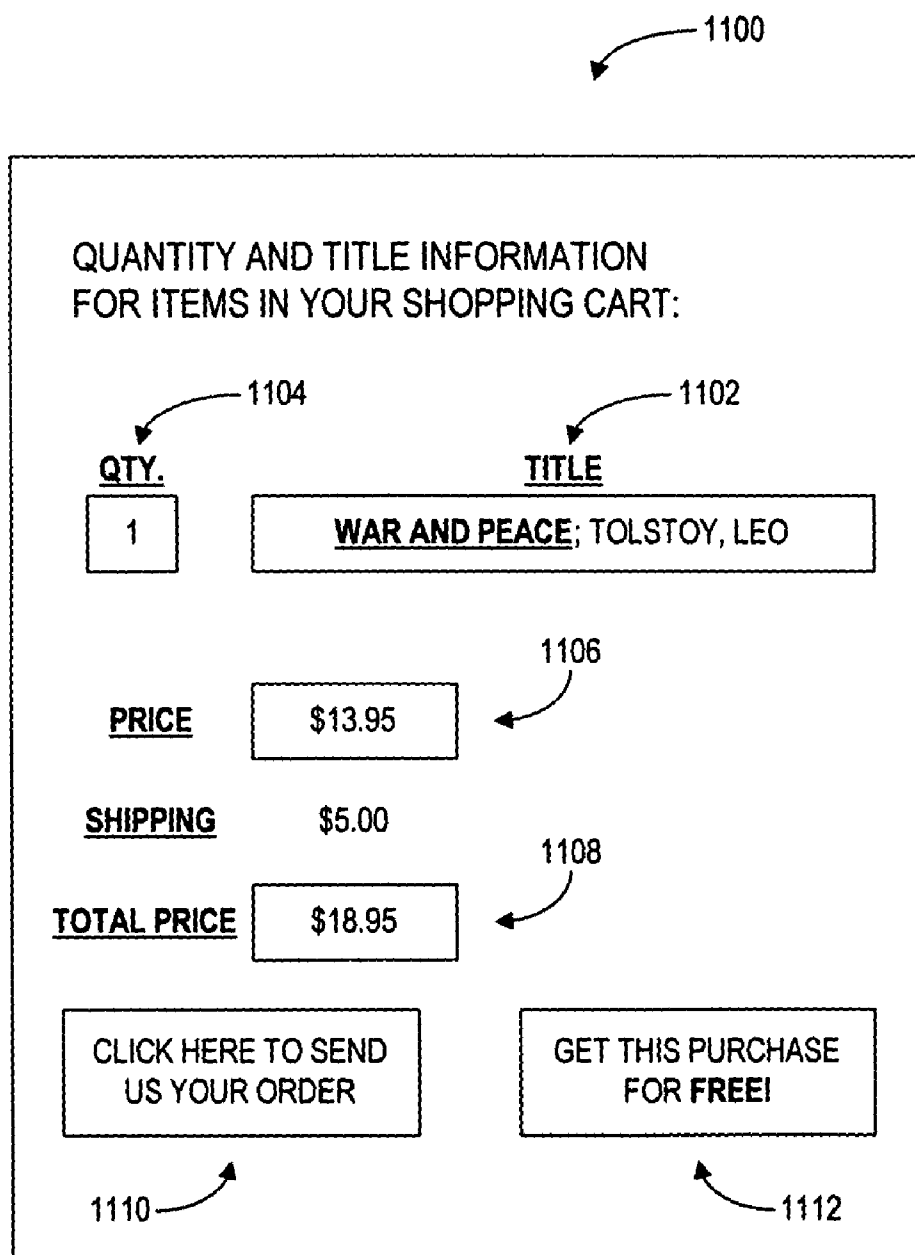 1100
QUANTITY AND TITLE INFORMATION
FOR ITEMS IN YOUR SHOPPING CART:
1104
1102
QTY.
TITLE
1
WAR AND PEACE; TOLSTOY, LEO
1106
PRICE
$13.95
SHIPPING
$5.00
1108
TOTAL PRICE
$18.95
CLICK HERE TO SEND
US YOUR ORDER
GET THIS PURCHASE
FOR FREE!
1110
1112